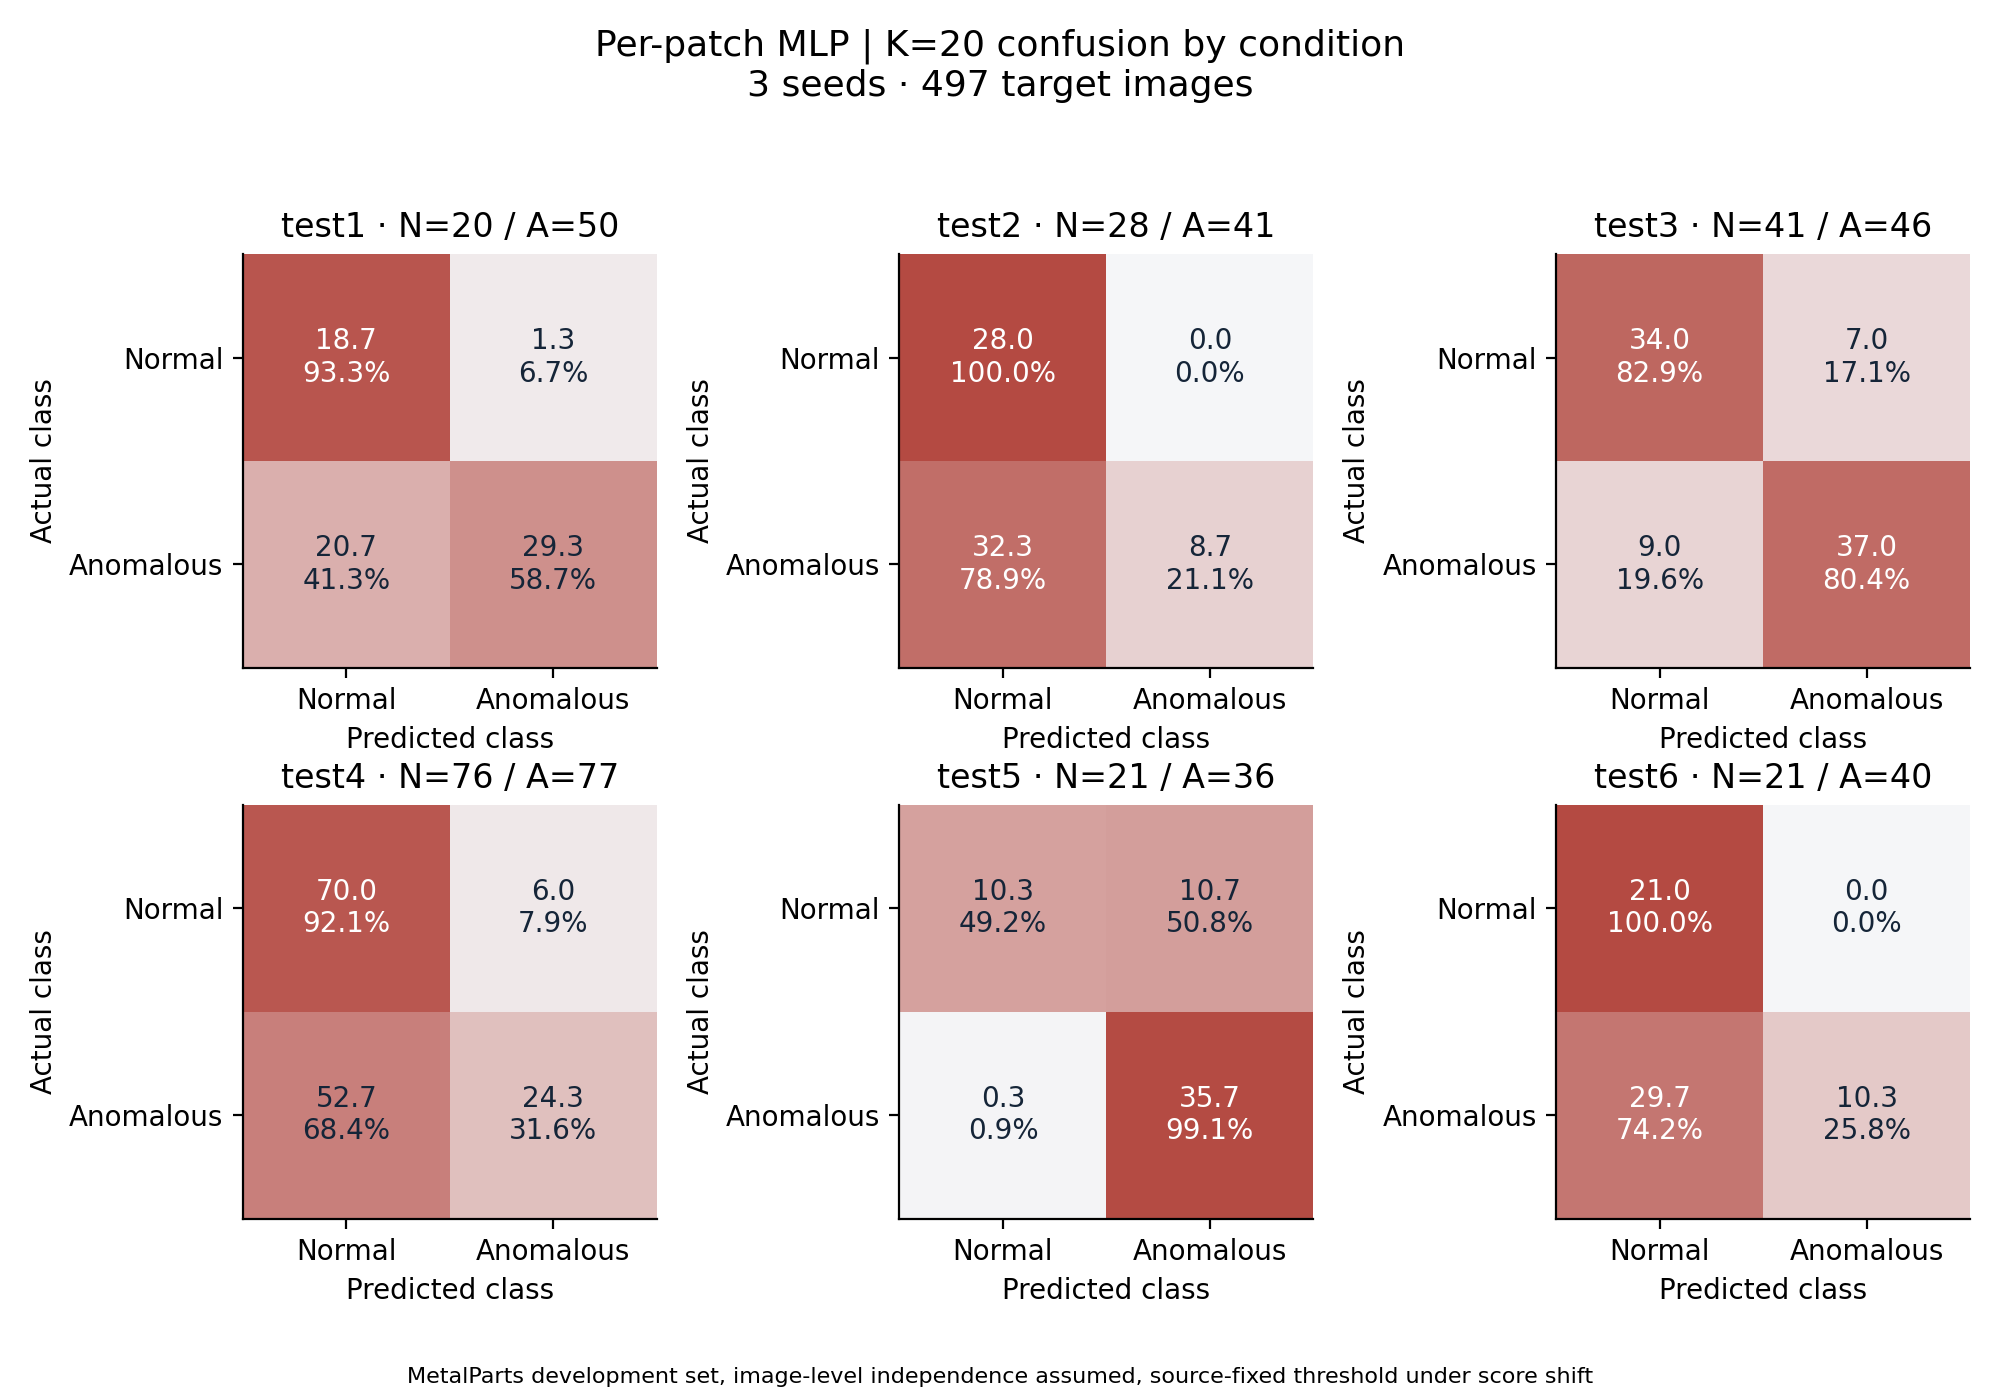 Per-patch MLP | K=20 confusion by condition
3 seeds · 497 target images
test1 · N=20 / A=50
Actual class
Normal
18.7
93.3%
1.3
6.7%
Anomalous
20.7
41.3%
29.3
58.7%
Normal
Anomalous
Predicted class
test2 · N=28 / A=41
Actual class
Normal
28.0
100.0%
0.0
0.0%
Anomalous
32.3
78.9%
8.7
21.1%
Normal
Anomalous
Predicted class
test3 · N=41 / A=46
Actual class
Normal
34.0
82.9%
7.0
17.1%
Anomalous
9.0
19.6%
37.0
80.4%
Normal
Anomalous
Predicted class
test4 · N=76 / A=77
Actual class
Normal
70.0
92.1%
6.0
7.9%
Anomalous
52.7
68.4%
24.3
31.6%
Normal
Anomalous
Predicted class
test5 · N=21 / A=36
Actual class
Normal
10.3
49.2%
10.7
50.8%
Anomalous
0.3
0.9%
35.7
99.1%
Normal
Anomalous
Predicted class
test6 · N=21 / A=40
Actual class
Normal
21.0
100.0%
0.0
0.0%
Anomalous
29.7
74.2%
10.3
25.8%
Normal
Anomalous
Predicted class
MetalParts development set, image-level independence assumed, source-fixed threshold under score shift